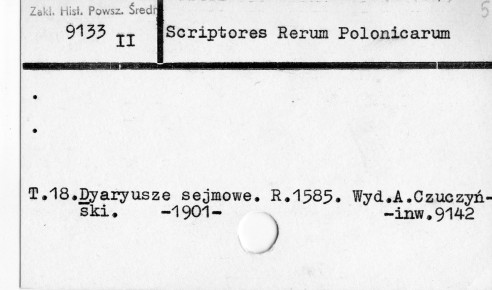 Zakł. Hist. Powsz. Średn
5
9133 II
Scriptores Rerum Polonicarum
.
.
T.18.Dyaryusze sejmowe. R.1585. Wyd.A.Czuczyń-
ski. -1901- -inw.9142